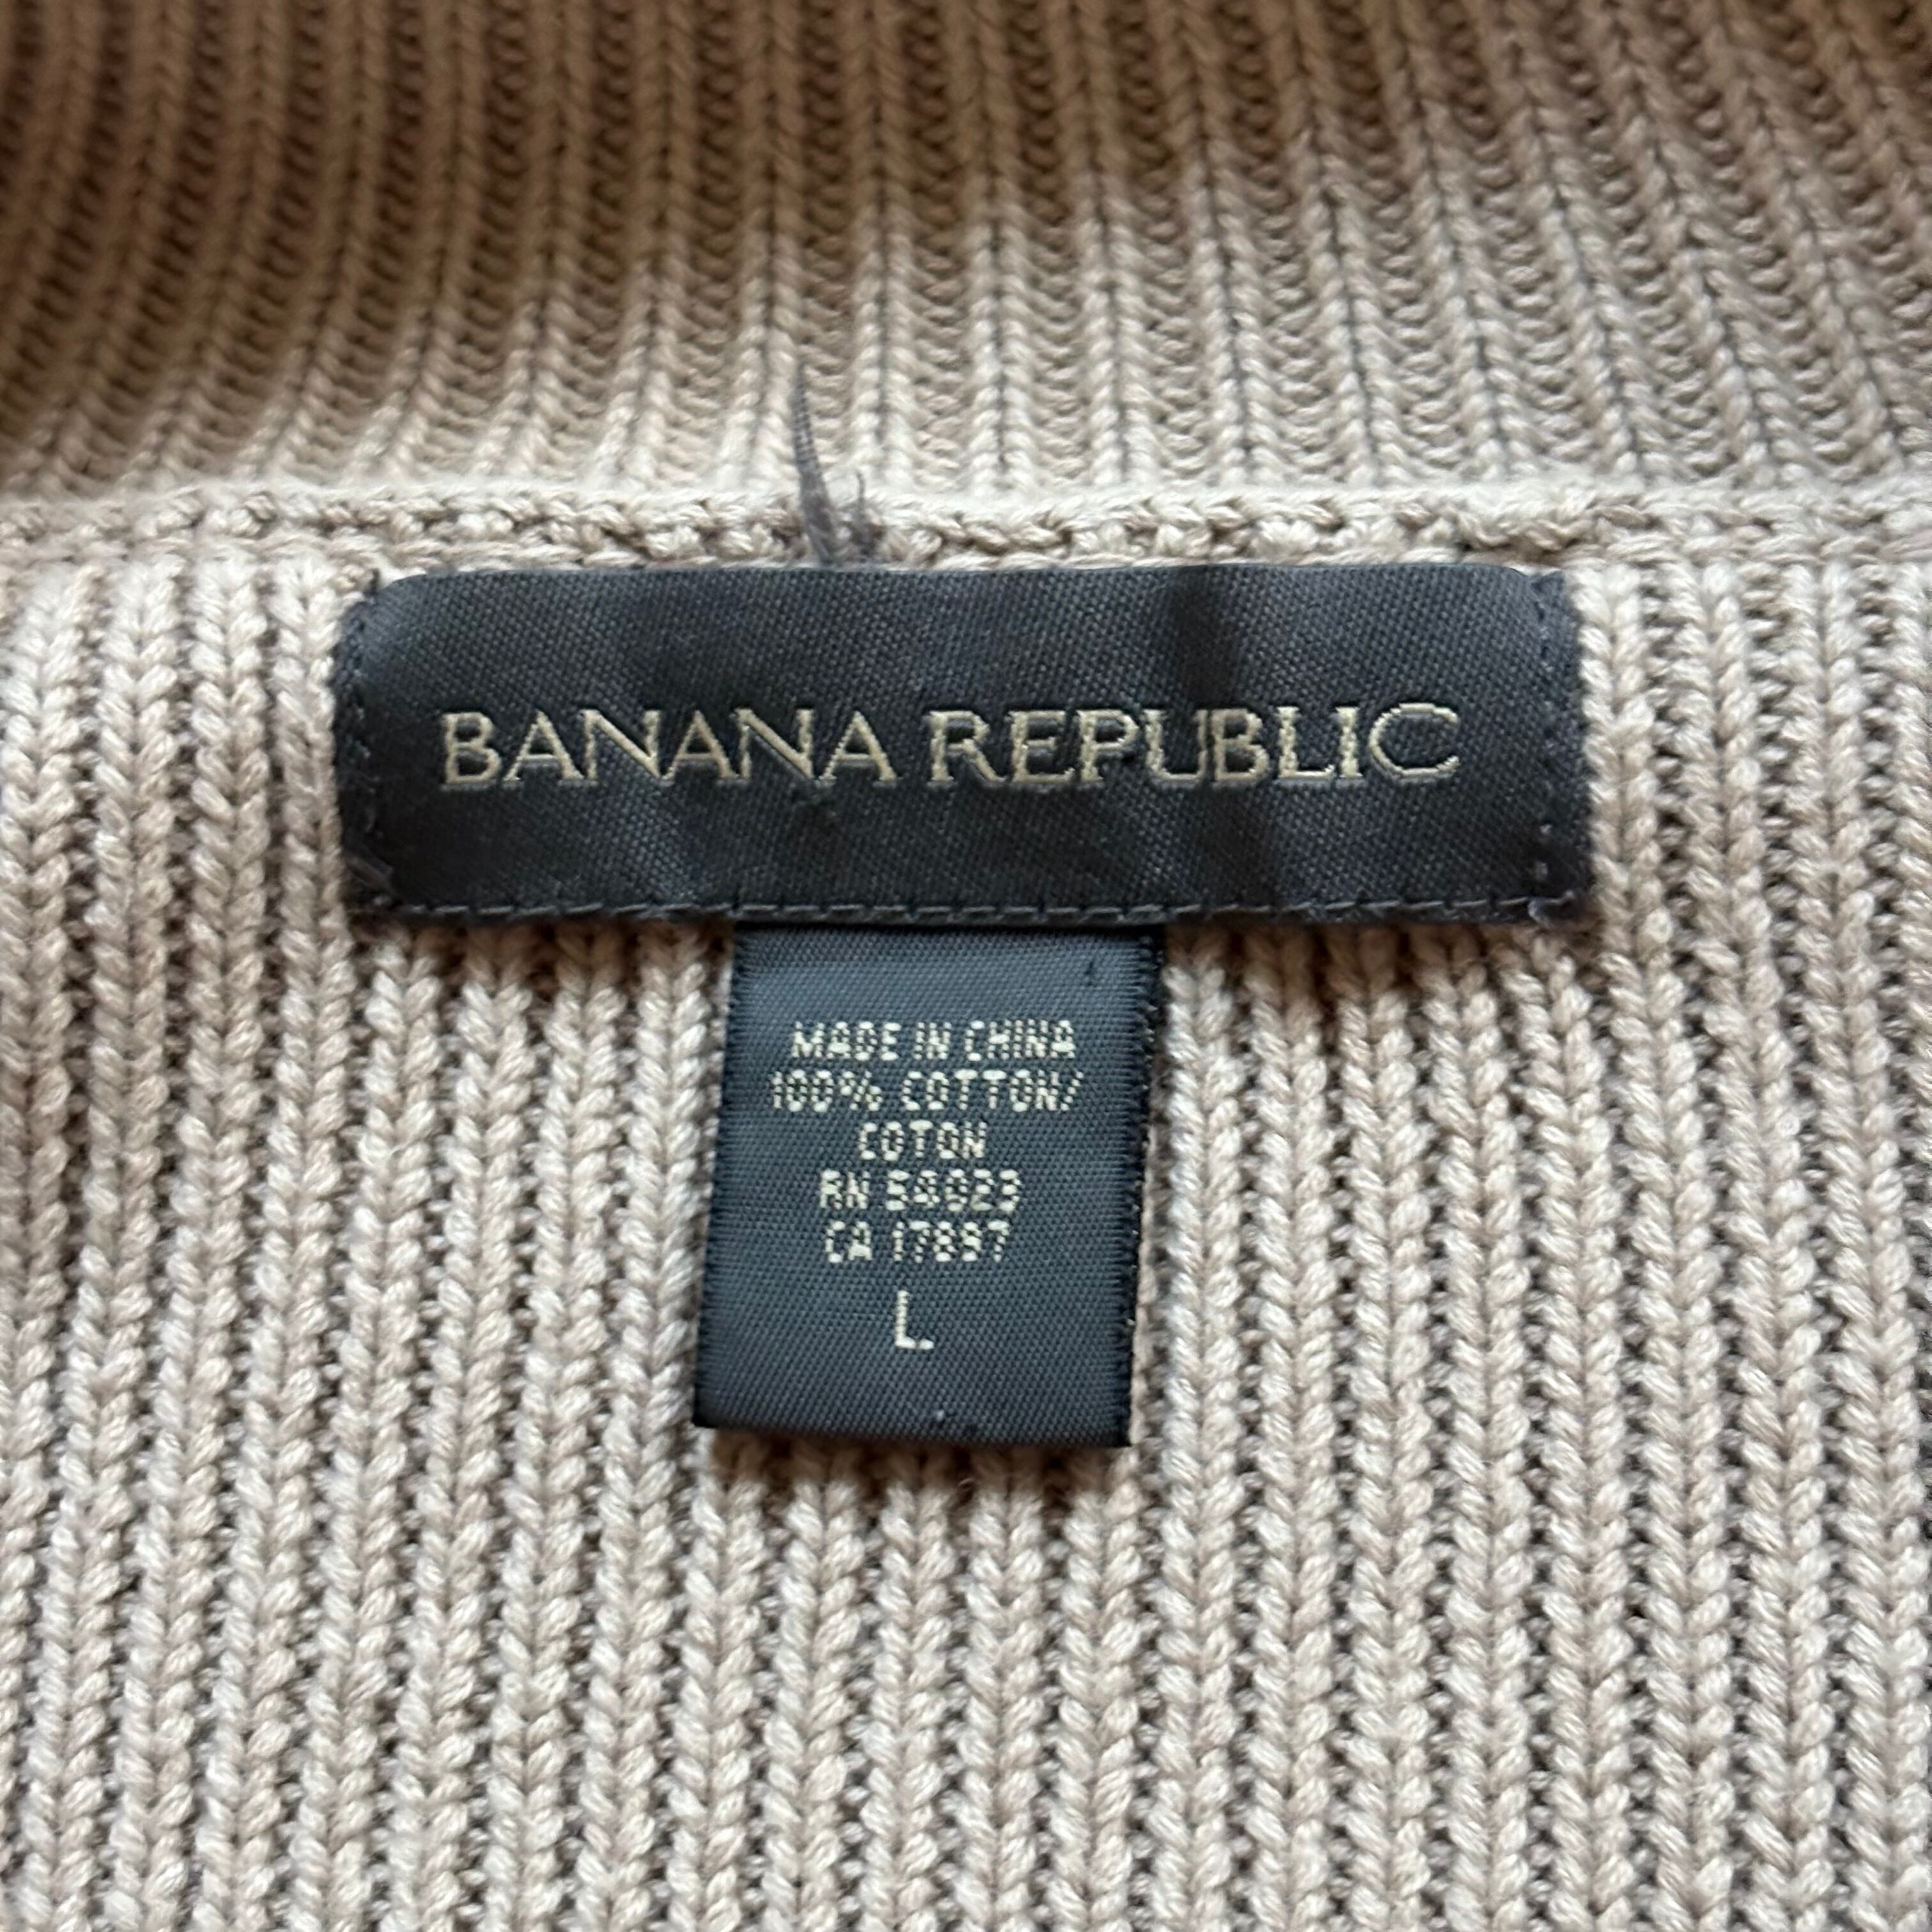 BANANA REPUBLIC
MADE IN CHINA
100% COTTON/
COTON
RN 54023
CA 17897
L